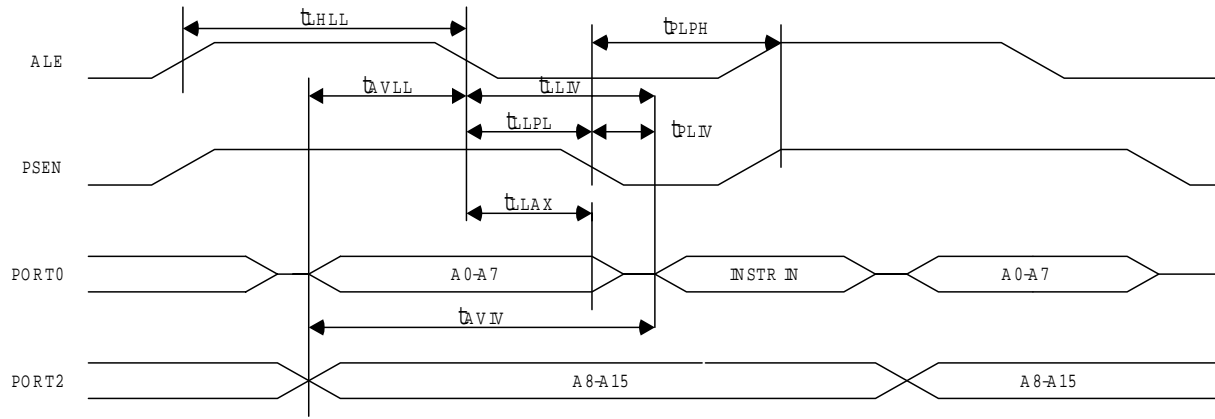 tLHLL
tPLPH
ALE
tAVLL
tLLIV
tLLPL
tPLIV
PSEN
tLLAX
PORT0
A0-A7
INSTR IN
A0-A7
tAVIV
PORT2
A8-A15
A8-A15